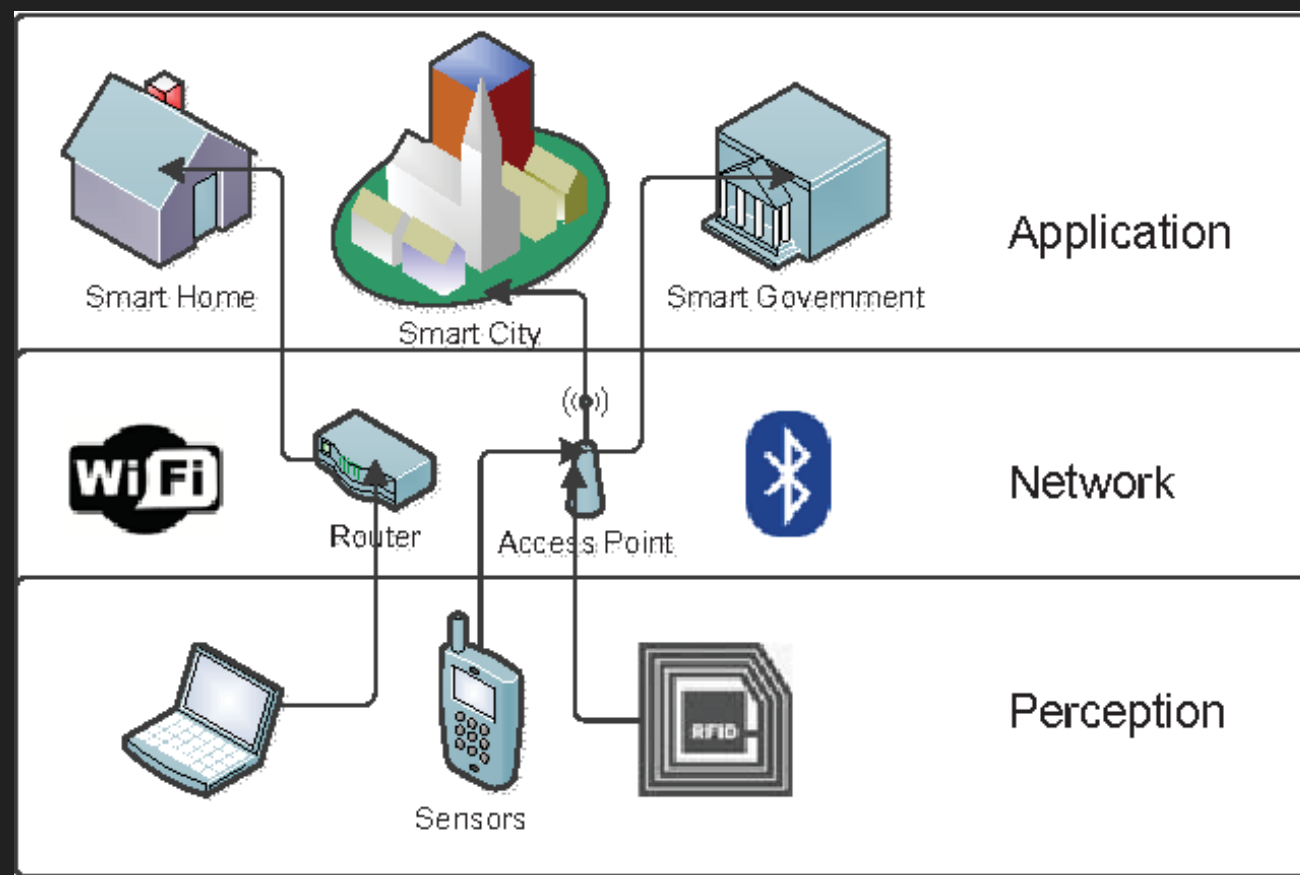 Smart Home
Smart City
Smart Government
Application
WiFi
Router
Access Point
Network
RFID
Sensors
Perception